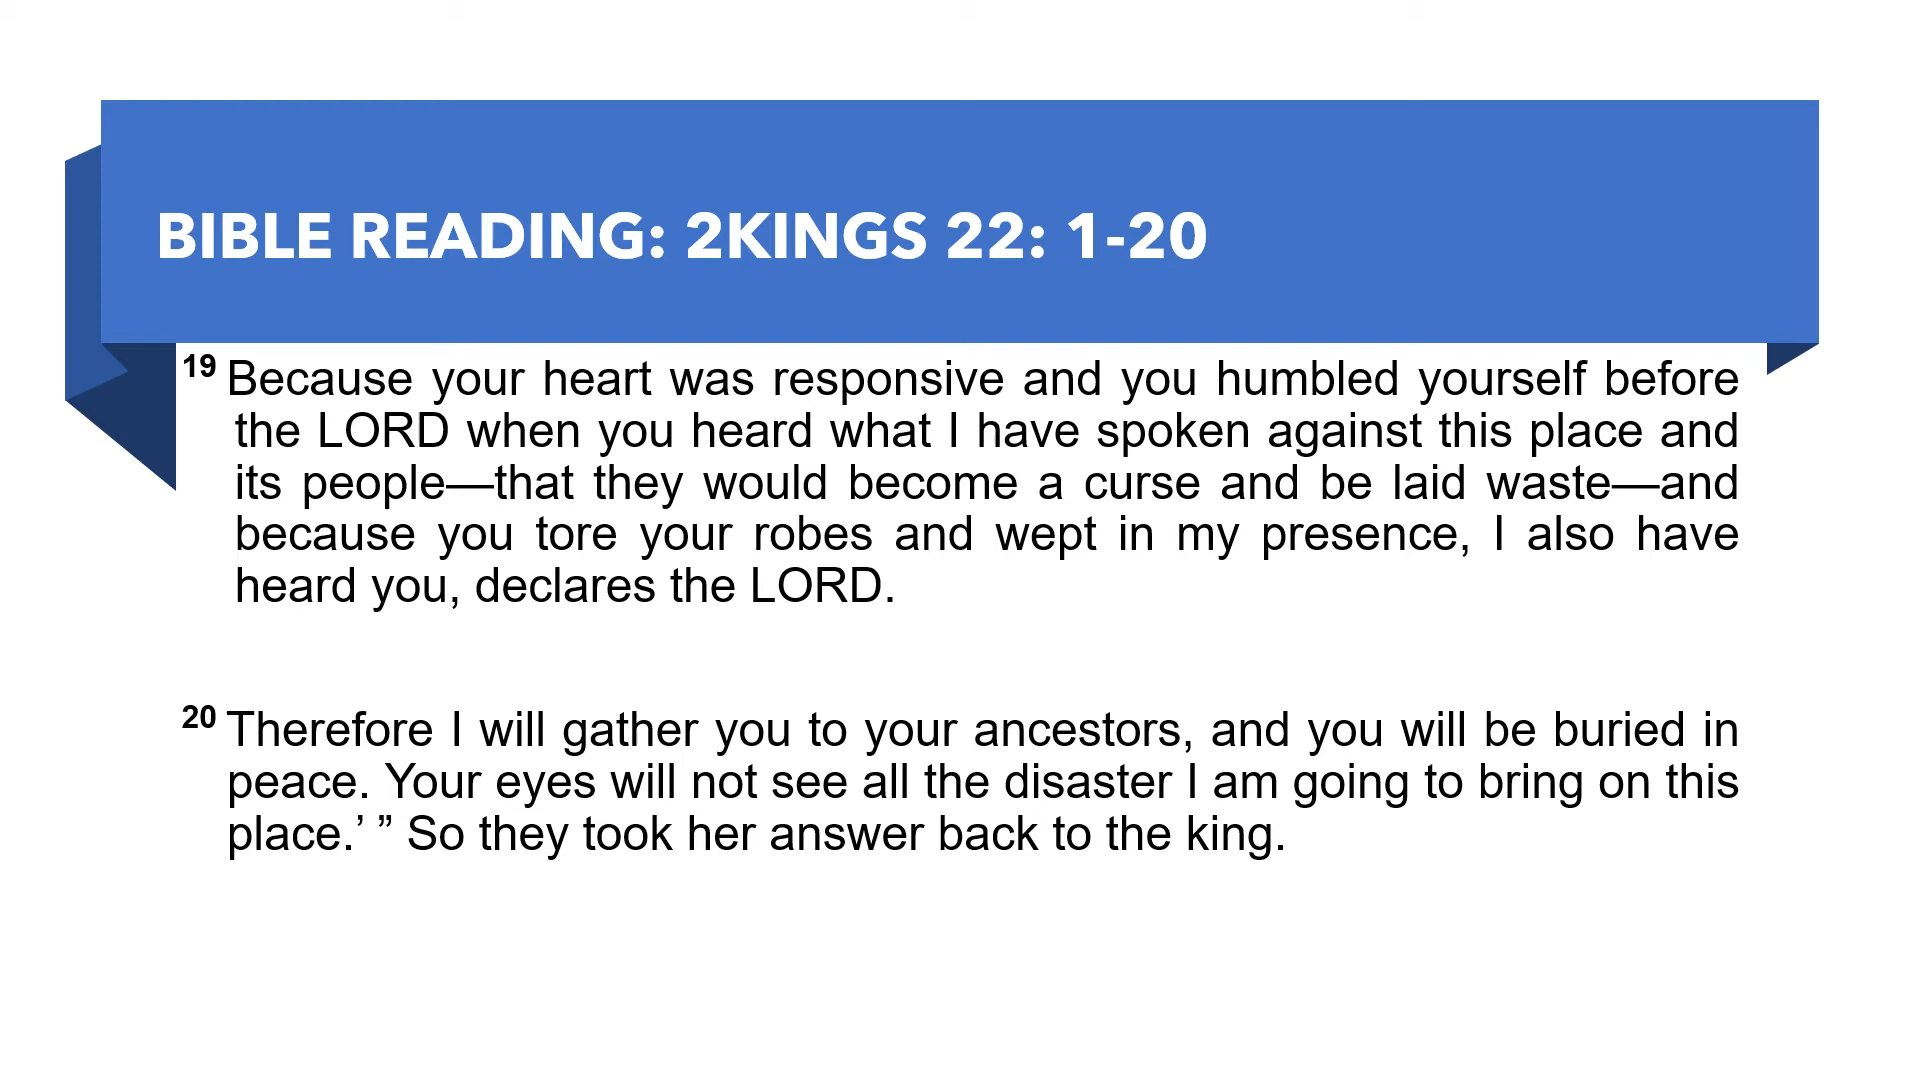 BIBLE READING: 2KINGS 22: 1-20
19 Because your heart was responsive and you humbled yourself before
the LORD when you heard what I have spoken against this place and
its people—that they would become a curse and be laid waste—and
because you tore your robes and wept in my presence, I also have
heard you, declares the LORD.
20 Therefore I will gather you to your ancestors, and you will be buried in
peace. Your eyes will not see all the disaster I am going to bring on this
place.’ ” So they took her answer back to the king.